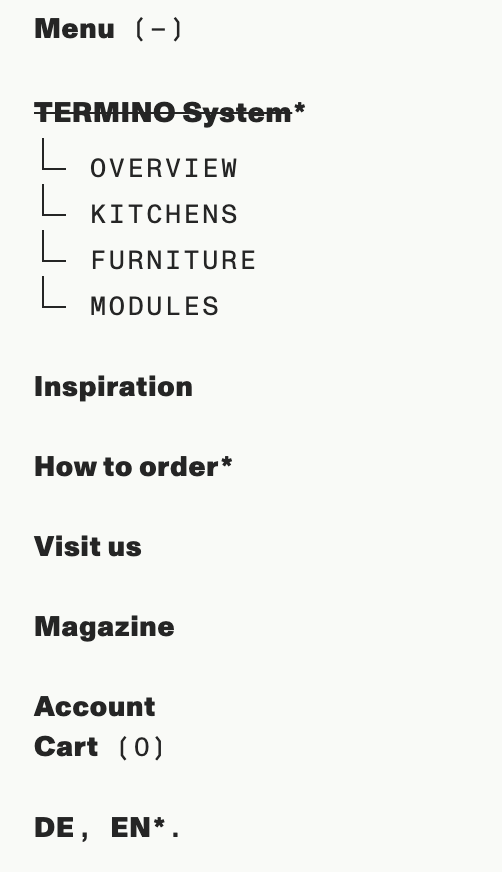 Menu (−)
TERMINO System*
OVERVIEW
KITCHENS
FURNITURE
MODULES
Inspiration
How to order*
Visit us
Magazine
Account
Cart (0)
DE, EN*.